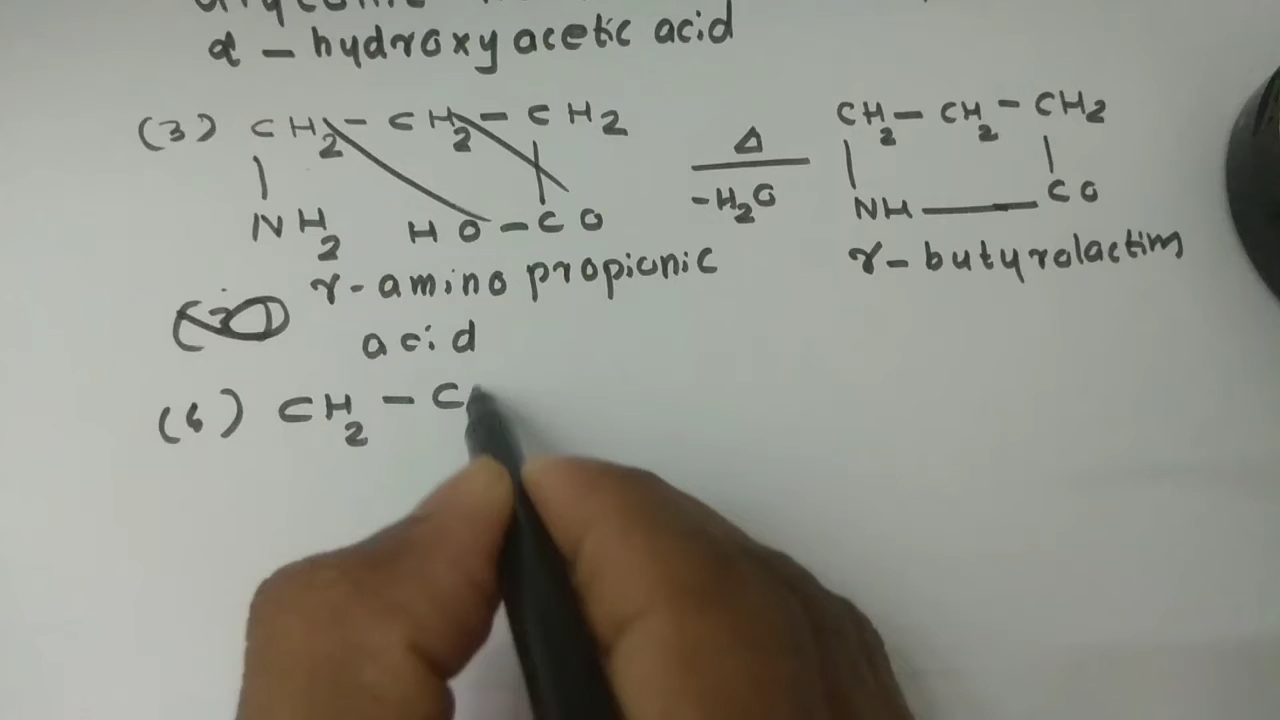 α - hydroxy acetic acid
(3) CH2 - CH2 - CH2 Δ CH2 - CH2 - CH2
NH2 HO - CO -H2O NH — CO
γ-amino propionic γ-butyrolactim
acid
(4) CH2 - C